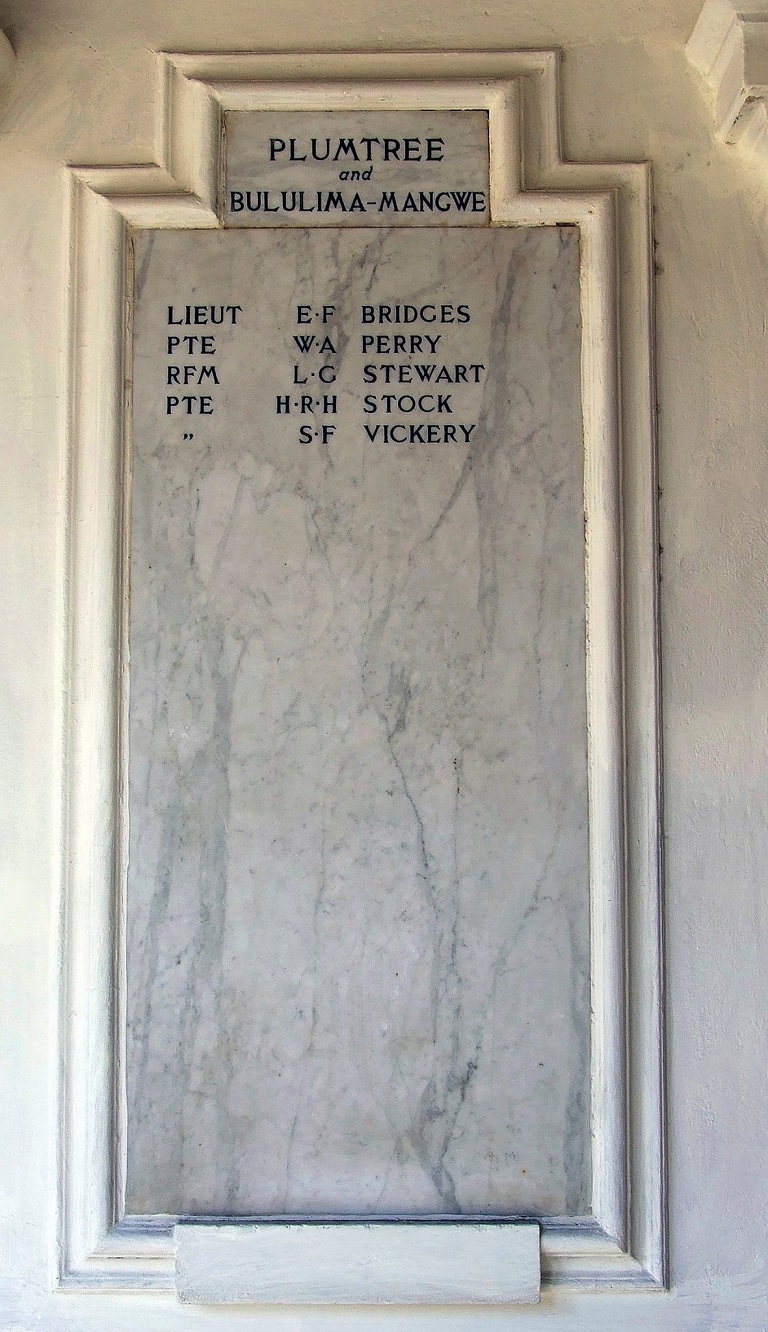 PLUMTREE
and
BULULIMA-MANGWE
LIEUT E·F BRIDGES
PTE W·A PERRY
RFM L·G STEWART
PTE H·R·H STOCK
" S·F VICKERY